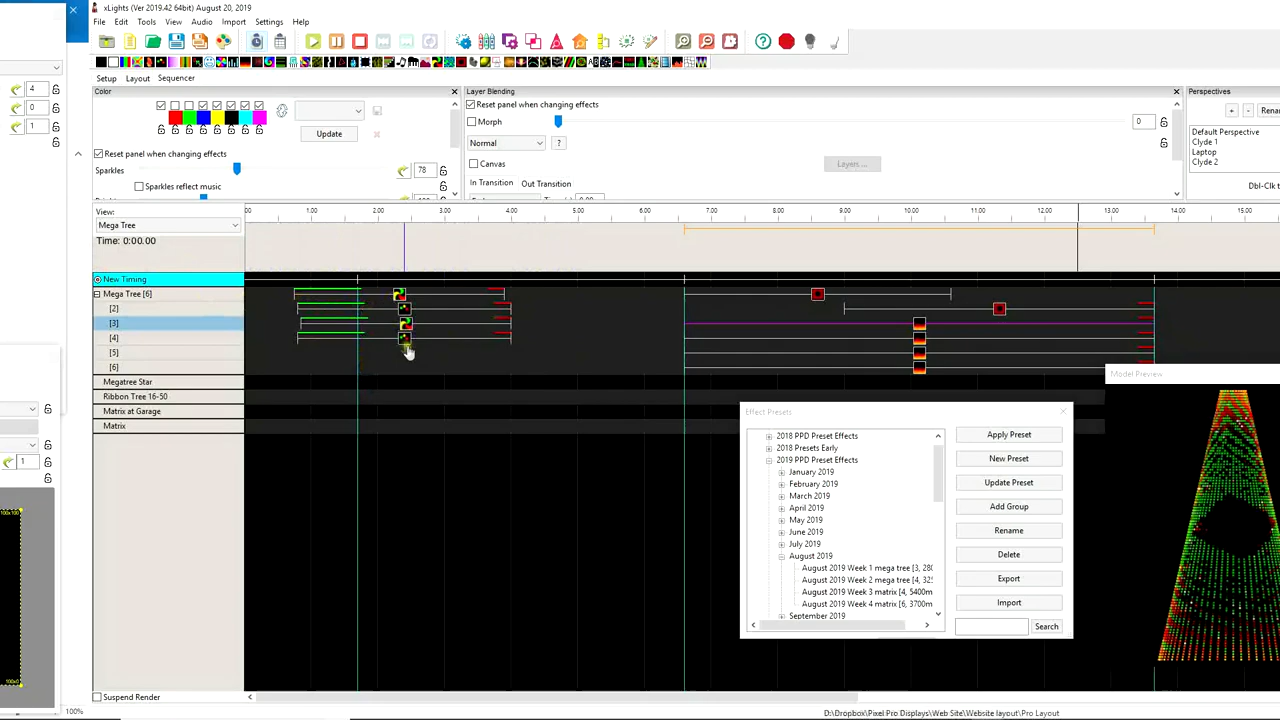 xLights (Ver 2019.42 64bit) August 20, 2019
File Edit Tools View Audio Import Settings Help
Setup Layout Sequencer
Color
Layer Blending
Perspectives
Reset panel when changing effects
Morph
0
Normal
?
Canvas
Layers ...
In Transition Out Transition
Update
Reset panel when changing effects
Sparkles
78
Sparkles reflect music
+
-
Default Perspective
Clyde 1
Laptop
Clyde 2
4
0
1
1
View:
Mega Tree
Time: 0:00.00
1.00 2.00 3.00 4.00 7.00 8.00 9.00 10.00 11.00 12.00 13.00 14.00 15.00
New Timing
Mega Tree [6]
[2]
[3]
[4]
[5]
[6]
Megatree Star
Ribbon Tree 16-50
Matrix at Garage
Matrix
Model Preview
Effect Presets
2018 PPD Preset Effects
2018 Presets Early
2019 PPD Preset Effects
January 2019
February 2019
March 2019
April 2019
May 2019
June 2019
July 2019
August 2019
August 2019 Week 1 mega tree [3, 280
August 2019 Week 2 mega tree [4, 325
August 2019 Week 3 matrix [4, 5400m
August 2019 Week 4 matrix [6, 3700m
September 2019
Apply Preset
New Preset
Update Preset
Add Group
Rename
Delete
Export
Import
Search
Suspend Render
100%
D:\Dropbox\Pixel Pro Displays\Web Site\Website layout\Pro Layout